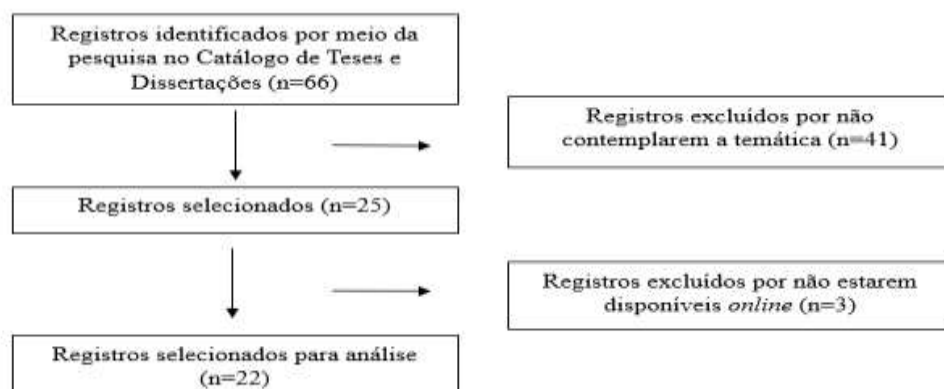 Registros identificados por meio da
pesquisa no Catálogo de Teses e
Dissertações (n=66)
Registros excluídos por não
contemplarem a temática (n=41)
Registros selecionados (n=25)
Registros excluídos por não estarem
disponíveis online (n=3)
Registros selecionados para análise
(n=22)